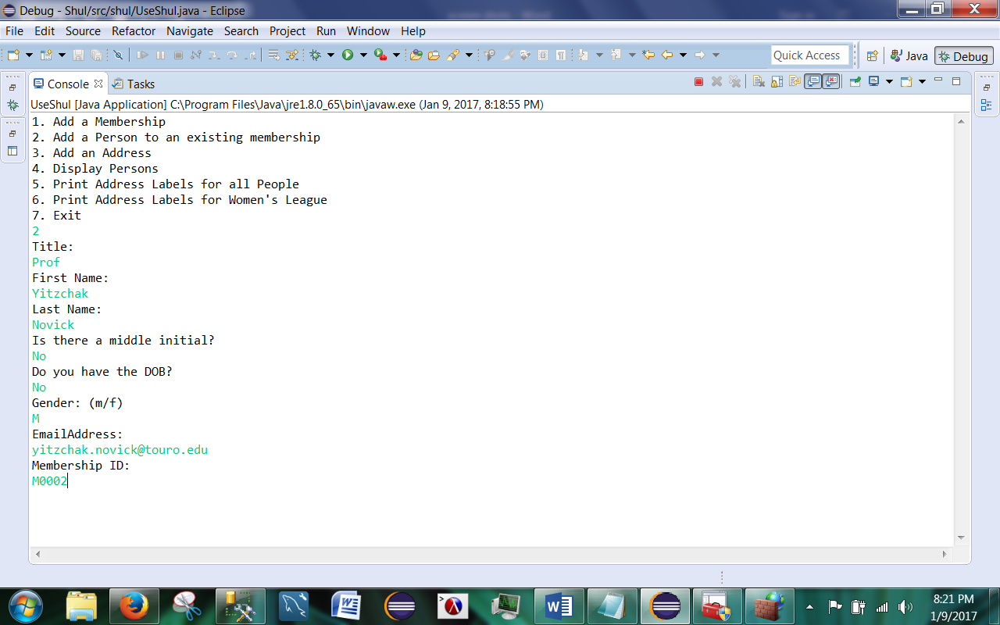 Debug - Shul/src/shul/UseShul.java - Eclipse
File Edit Source Refactor Navigate Search Project Run Window Help
Quick Access Java Debug
Console Tasks
UseShul [Java Application] C:\Program Files\Java\jre1.8.0_65\bin\javaw.exe (Jan 9, 2017, 8:18:55 PM)
1. Add a Membership
2. Add a Person to an existing membership
3. Add an Address
4. Display Persons
5. Print Address Labels for all People
6. Print Address Labels for Women's League
7. Exit
2
Title:
Prof
First Name:
Yitzchak
Last Name:
Novick
Is there a middle initial?
No
Do you have the DOB?
No
Gender: (m/f)
M
EmailAddress:
yitzchak.novick@touro.edu
Membership ID:
M0002
8:21 PM
1/9/2017